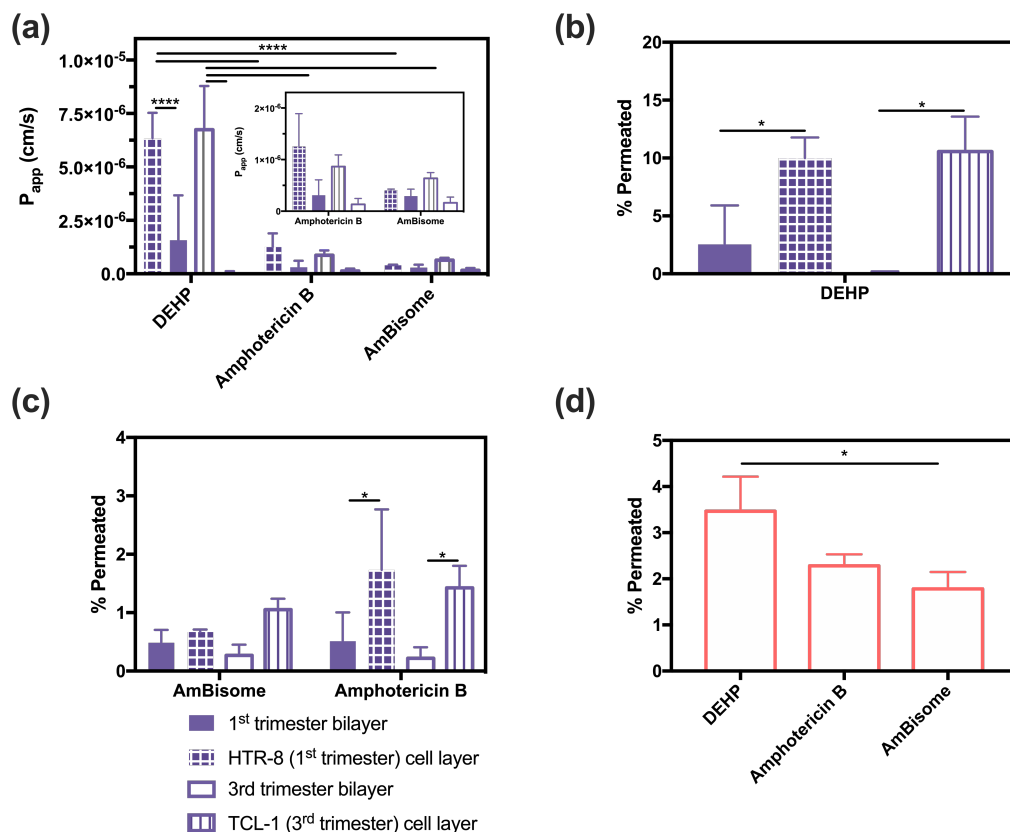 (a)
P_app (cm/s)
1.0×10⁻⁵
7.5×10⁻⁶
5.0×10⁻⁶
2.5×10⁻⁶
0.0
****
****
DEHP
Amphotericin B
AmBisome
P_app (cm/s)
2×10⁻⁶
1×10⁻⁶
0
Amphotericin B
AmBisome
(b)
% Permeated
20
15
10
5
0
*
*
DEHP
(c)
% Permeated
4
3
2
1
0
*
*
AmBisome
Amphotericin B
1ˢᵗ trimester bilayer
HTR-8 (1ˢᵗ trimester) cell layer
3rd trimester bilayer
TCL-1 (3ʳᵈ trimester) cell layer
(d)
% Permeated
5
4
3
2
1
0
*
DEHP
Amphotericin B
AmBisome